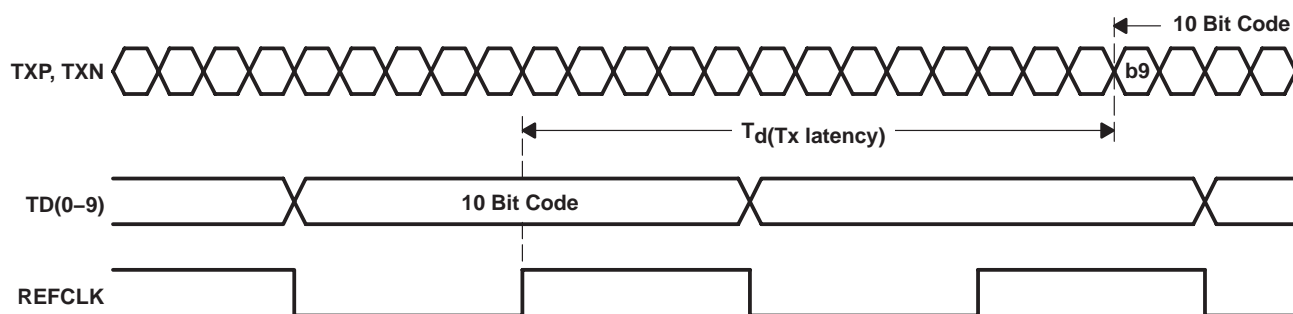 10 Bit Code
TXP, TXN
b9
Td(Tx latency)
TD(0–9)
10 Bit Code
REFCLK